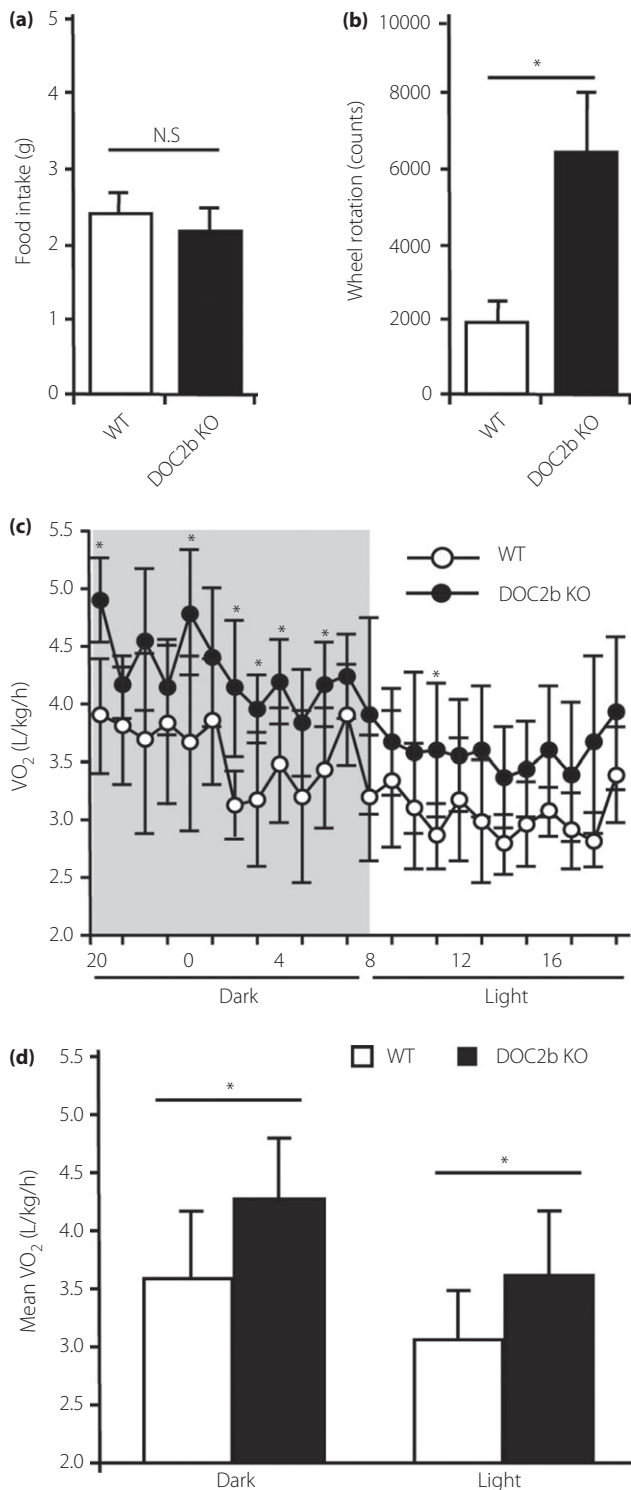 (a)
5
4
3
2
1
0
Food intake (g)
N.S
WT
DOC2b KO
(b)
10000
8000
6000
4000
2000
0
Wheel rotation (counts)
*
WT
DOC2b KO
(c)
5.5
5.0
4.5
4.0
3.5
3.0
2.5
2.0
VO2 (L/kg/h)
WT
DOC2b KO
* * * * * * *
20 0 4 8 12 16
Dark Light
(d)
WT DOC2b KO
5.5
5.0
4.5
4.0
3.5
3.0
2.5
2.0
Mean VO2 (L/kg/h)
* *
Dark Light